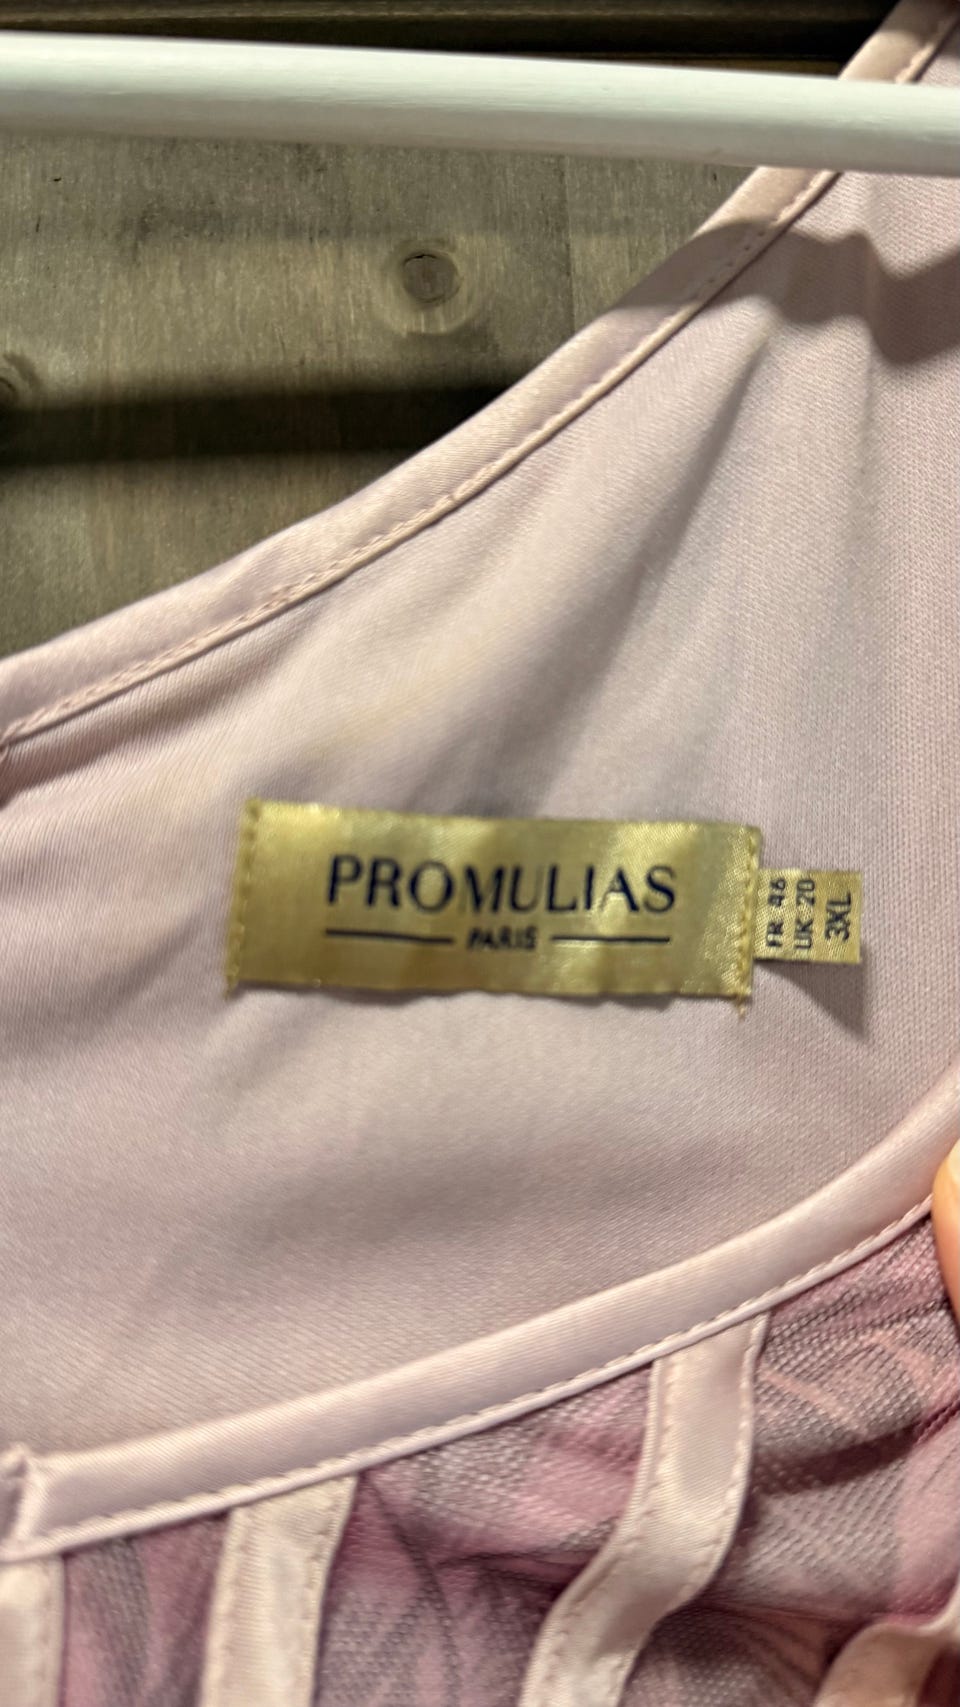 PROMULIAS
PARIS
FR 46
UK 20
3XL